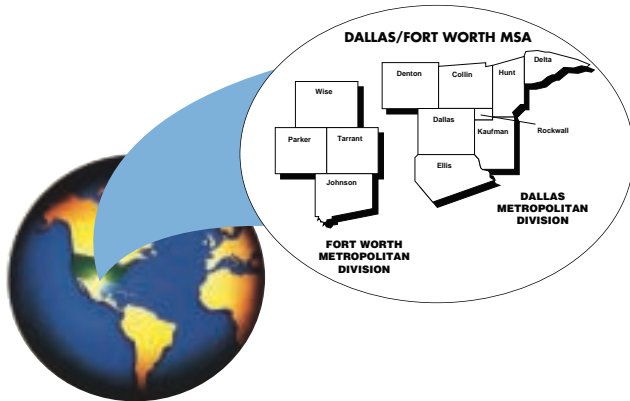 DALLAS/FORT WORTH MSA
Delta
Hunt
Denton
Collin
Wise
Dallas
Rockwall
Kaufman
Parker
Tarrant
Ellis
Johnson
DALLAS
METROPOLITAN
DIVISION
FORT WORTH
METROPOLITAN
DIVISION